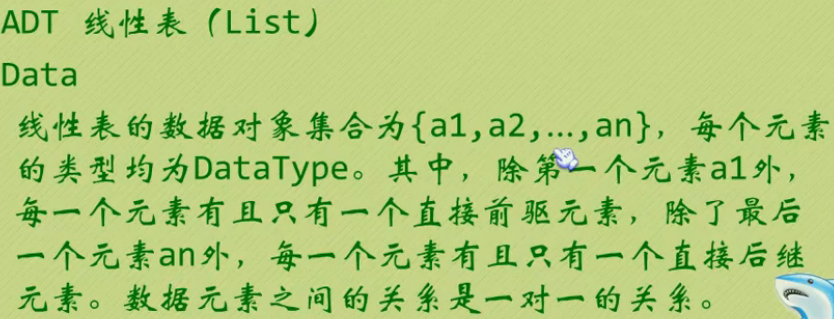 ADT 线性表（List）
Data
线性表的数据对象集合为{a1,a2,…,an}，每个元素
的类型均为DataType。其中，除第一个元素a1外，
每一个元素有且只有一个直接前驱元素，除了最后
一个元素an外，每一个元素有且只有一个直接后继
元素。数据元素之间的关系是一对一的关系。